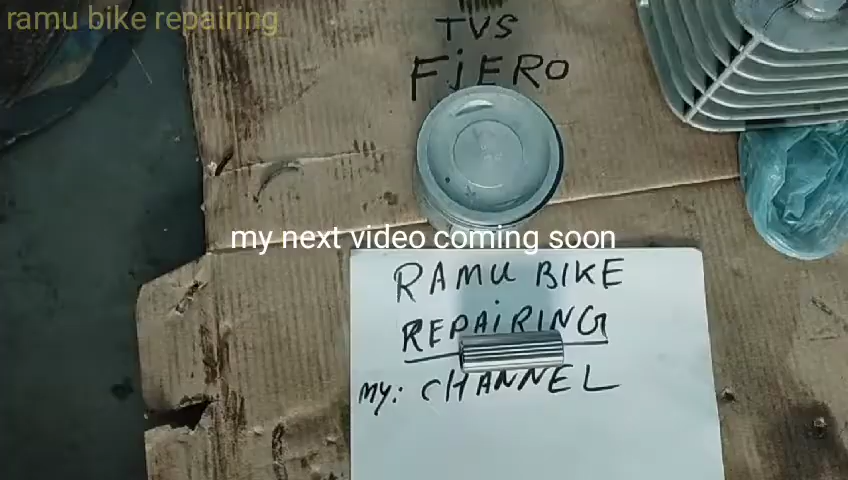 ramu bike repairing
TVS
FiERO
my next video coming soon
RAMU BIKE
REPAiRING
MY: CHANNEL